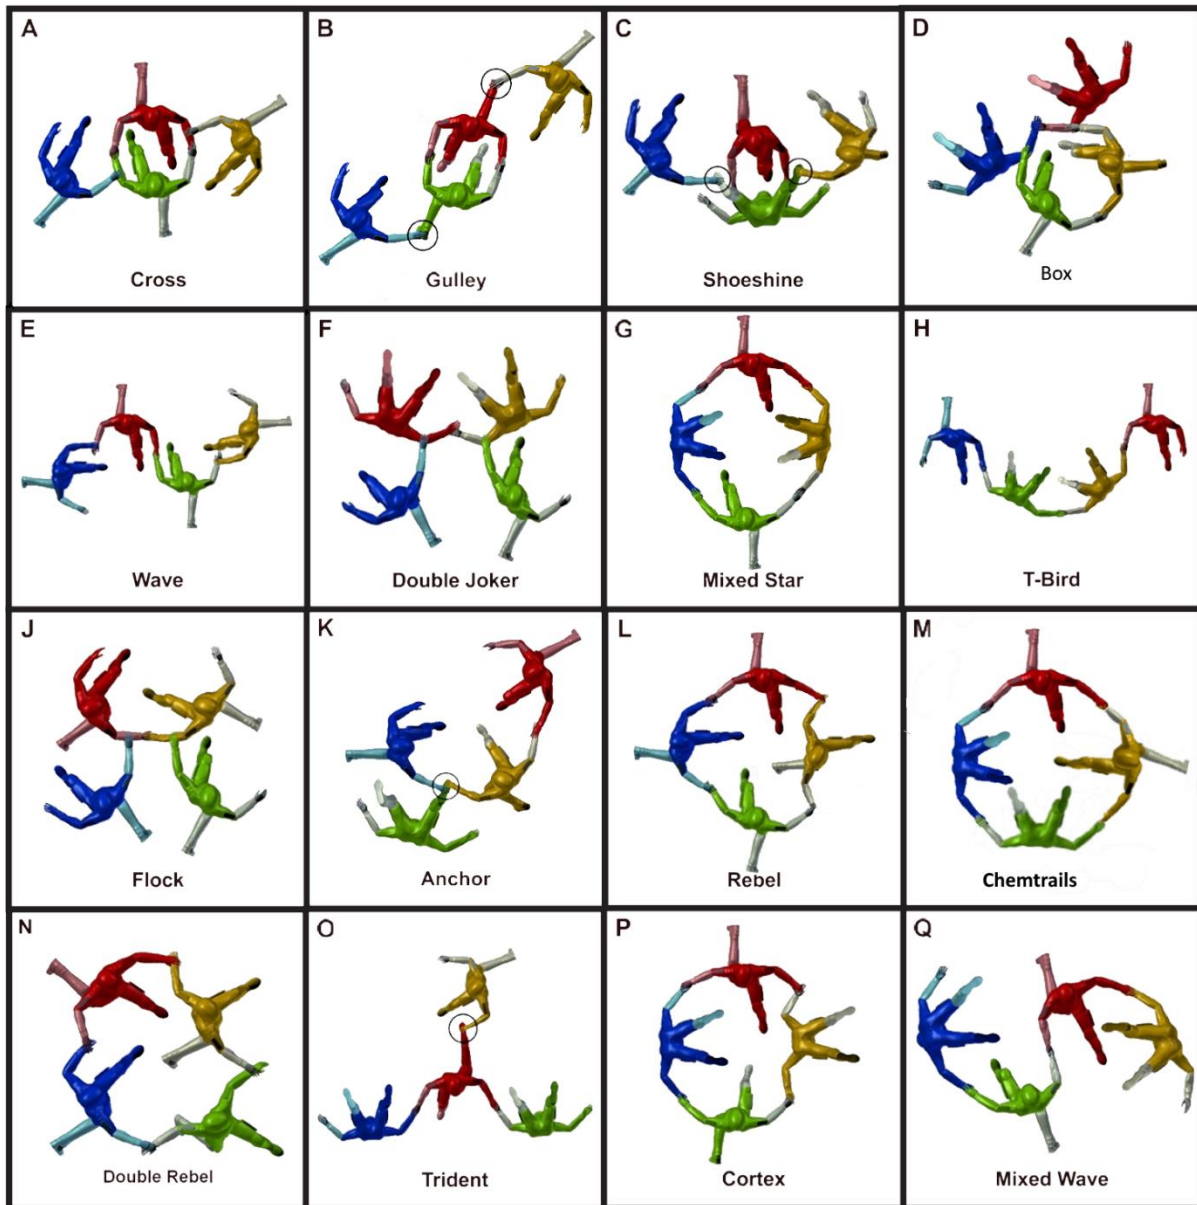 A B C D
Cross Gulley Shoeshine Box
E F G H
Wave Double Joker Mixed Star T-Bird
J K L M
Flock Anchor Rebel Chemtrails
N O P Q
Double Rebel Trident Cortex Mixed Wave